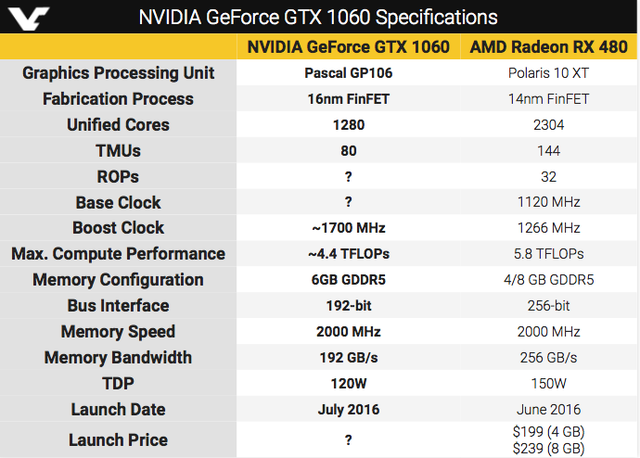 NVIDIA GeForce GTX 1060 Specifications
NVIDIA GeForce GTX 1060 AMD Radeon RX 480
Graphics Processing Unit Pascal GP106 Polaris 10 XT
Fabrication Process 16nm FinFET 14nm FinFET
Unified Cores 1280 2304
TMUs 80 144
ROPs ? 32
Base Clock ? 1120 MHz
Boost Clock ~1700 MHz 1266 MHz
Max. Compute Performance ~4.4 TFLOPs 5.8 TFLOPs
Memory Configuration 6GB GDDR5 4/8 GB GDDR5
Bus Interface 192-bit 256-bit
Memory Speed 2000 MHz 2000 MHz
Memory Bandwidth 192 GB/s 256 GB/s
TDP 120W 150W
Launch Date July 2016 June 2016
Launch Price ? $199 (4 GB)
$239 (8 GB)